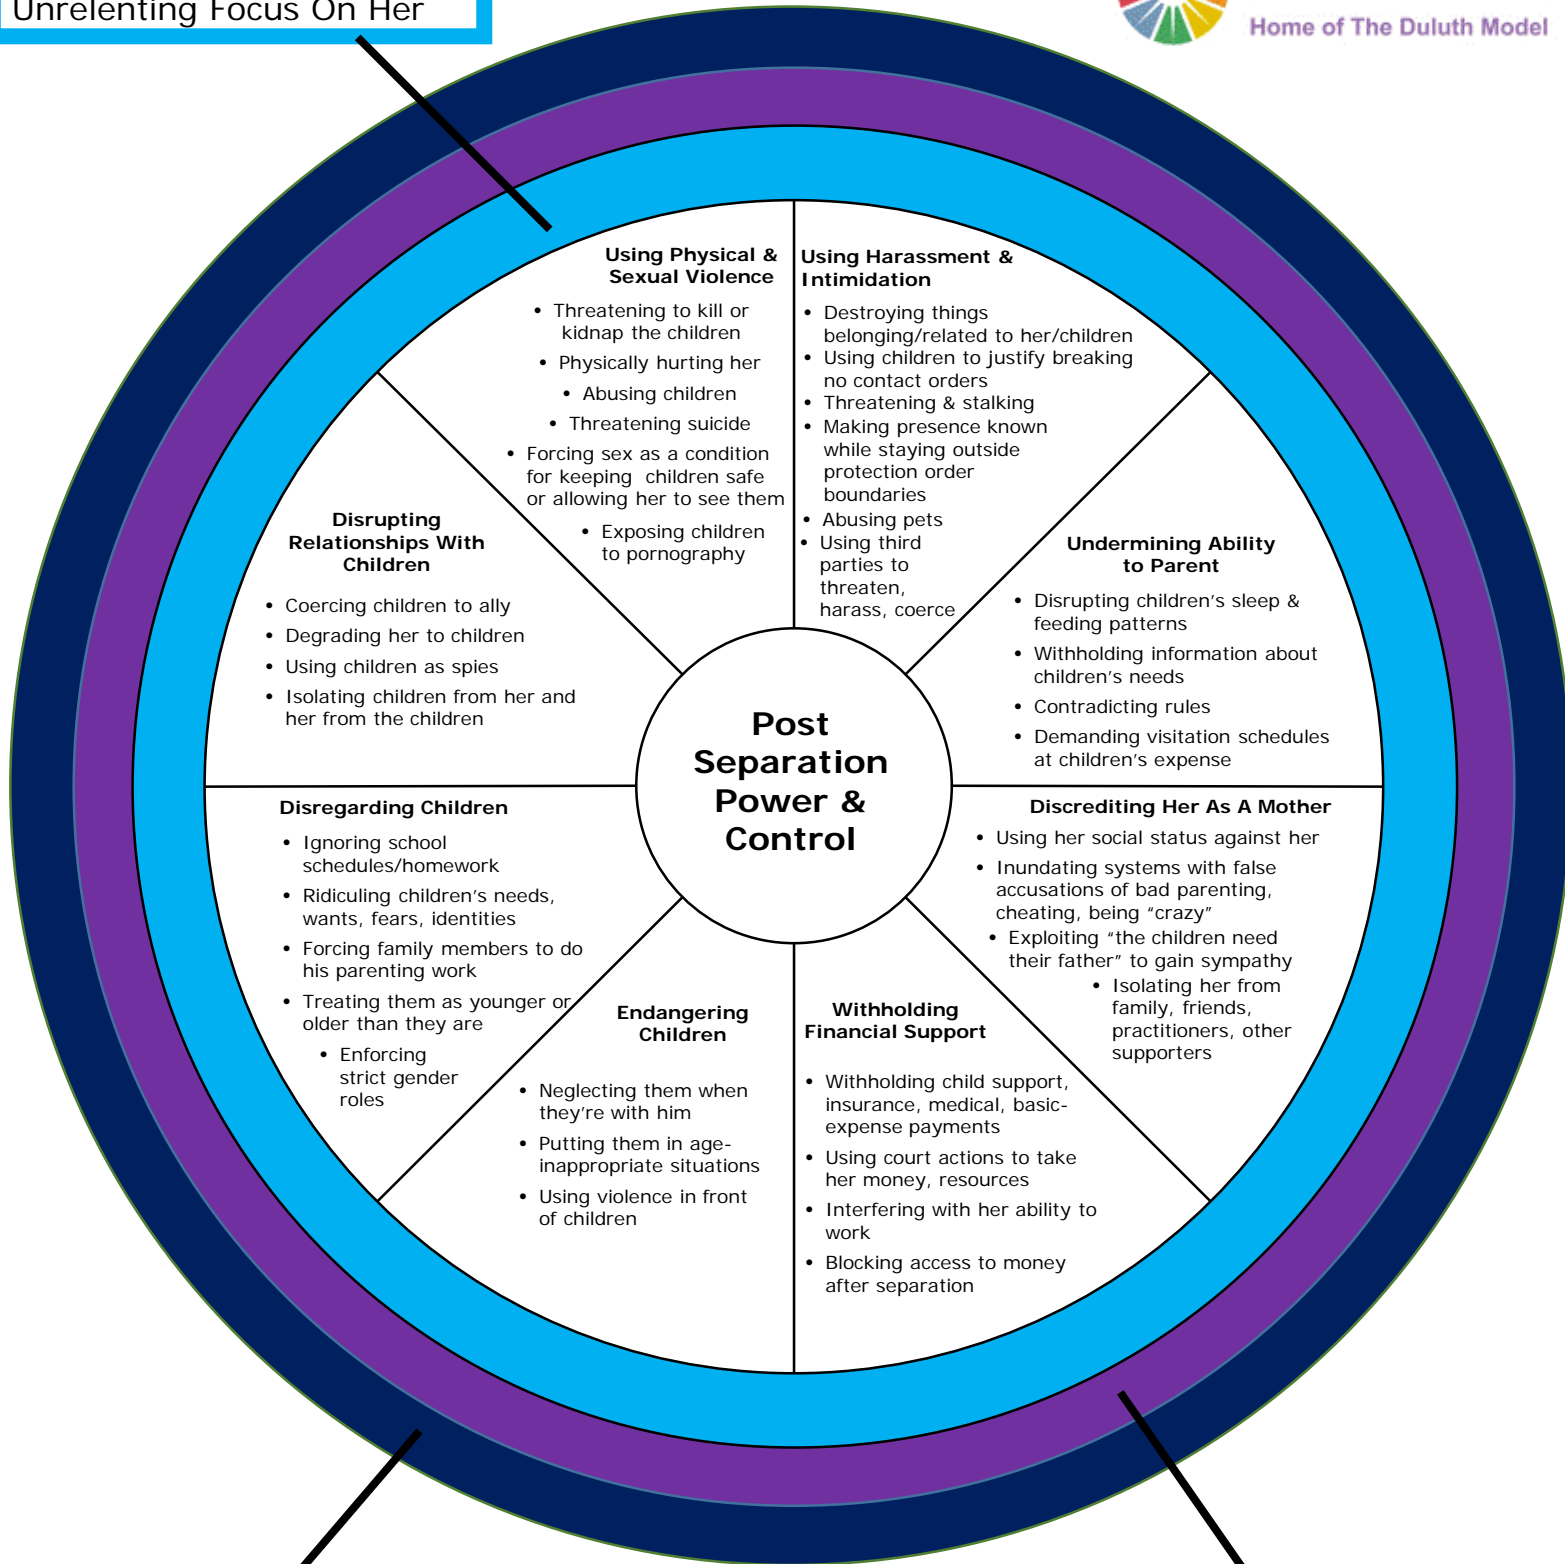 Unrelenting Focus On Her
Home of The Duluth Model
Using Physical &
Sexual Violence
• Threatening to kill or
kidnap the children
• Physically hurting her
• Abusing children
• Threatening suicide
• Forcing sex as a condition
for keeping children safe
or allowing her to see them
• Exposing children
to pornography
Using Harassment &
Intimidation
• Destroying things
belonging/related to her/children
• Using children to justify breaking
no contact orders
• Threatening & stalking
• Making presence known
while staying outside
protection order
boundaries
• Abusing pets
• Using third
parties to
threaten,
harass, coerce
Disrupting
Relationships With
Children
• Coercing children to ally
• Degrading her to children
• Using children as spies
• Isolating children from her and
her from the children
Undermining Ability
to Parent
• Disrupting children's sleep &
feeding patterns
• Withholding information about
children's needs
• Contradicting rules
• Demanding visitation schedules
at children's expense
Post
Separation
Power &
Control
Disregarding Children
• Ignoring school
schedules/homework
• Ridiculing children's needs,
wants, fears, identities
• Forcing family members to do
his parenting work
• Treating them as younger or
older than they are
• Enforcing
strict gender
roles
Discrediting Her As A Mother
• Using her social status against her
• Inundating systems with false
accusations of bad parenting,
cheating, being "crazy"
• Exploiting "the children need
their father" to gain sympathy
• Isolating her from
family, friends,
practitioners, other
supporters
Endangering
Children
• Neglecting them when
they're with him
• Putting them in age-
inappropriate situations
• Using violence in front
of children
Withholding
Financial Support
• Withholding child support,
insurance, medical, basic-
expense payments
• Using court actions to take
her money, resources
• Interfering with her ability to
work
• Blocking access to money
after separation